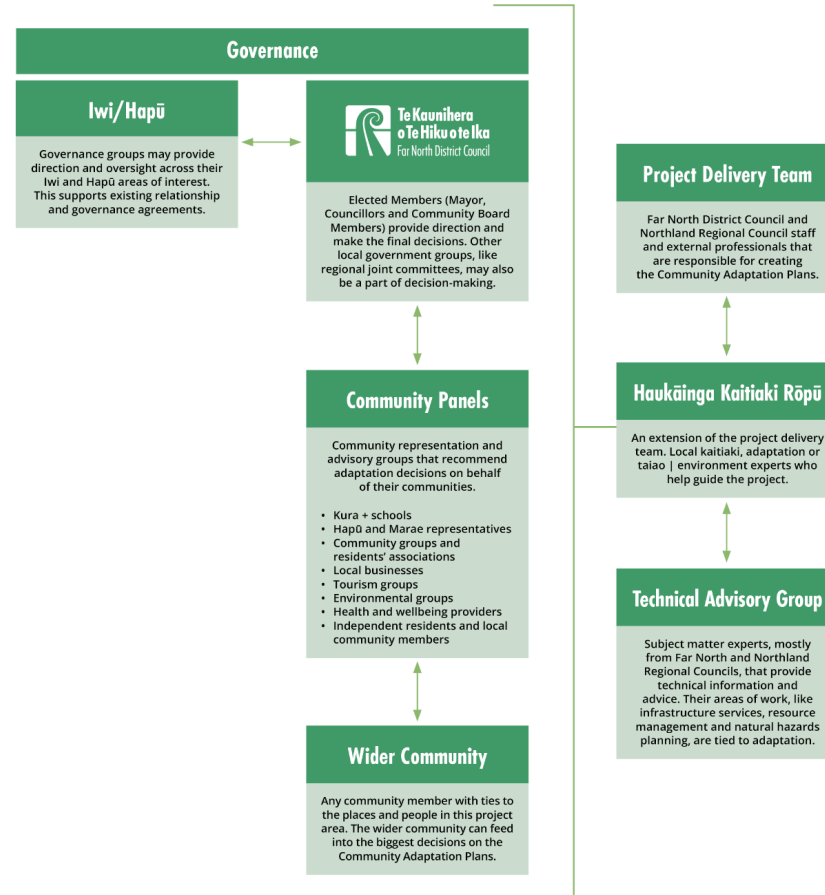 Governance
Iwi/Hapū
Governance groups may provide
direction and oversight across their
Iwi and Hapū areas of interest.
This supports existing relationship
and governance agreements.
Te Kaunihera
o Te Hiku o te Ika
Far North District Council
Elected Members (Mayor,
Councillors and Community Board
Members) provide direction and
make the final decisions. Other
local government groups, like
regional joint committees, may also
be a part of decision-making.
Community Panels
Community representation and
advisory groups that recommend
adaptation decisions on behalf
of their communities.
• Kura + schools
• Hapū and Marae representatives
• Community groups and
residents’ associations
• Local businesses
• Tourism groups
• Environmental groups
• Health and wellbeing providers
• Independent residents and local
community members
Wider Community
Any community member with ties to
the places and people in this project
area. The wider community can feed
into the biggest decisions on the
Community Adaptation Plans.
Project Delivery Team
Far North District Council and
Northland Regional Council staff
and external professionals that
are responsible for creating
the Community Adaptation Plans.
Haukāinga Kaitiaki Rōpū
An extension of the project delivery
team. Local kaitiaki, adaptation or
taiao | environment experts who
help guide the project.
Technical Advisory Group
Subject matter experts, mostly
from Far North and Northland
Regional Councils, that provide
technical information and
advice. Their areas of work, like
infrastructure services, resource
management and natural hazards
planning, are tied to adaptation.